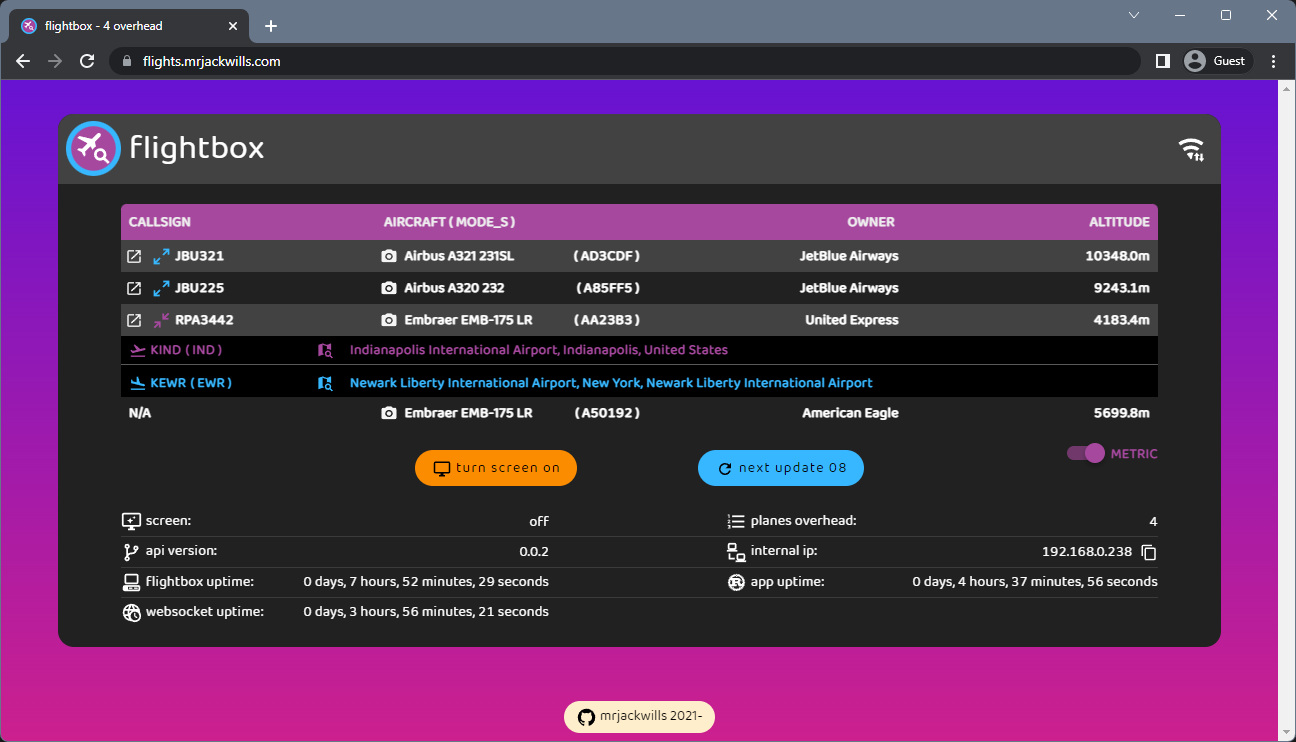 flightbox - 4 overhead
flights.mrjackwills.com
Guest
flightbox
CALLSIGN AIRCRAFT ( MODE_S ) OWNER ALTITUDE
JBU321 Airbus A321 231SL ( AD3CDF ) JetBlue Airways 10348.0m
JBU225 Airbus A320 232 ( A85FF5 ) JetBlue Airways 9243.1m
RPA3442 Embraer EMB-175 LR ( AA23B3 ) United Express 4183.4m
KIND ( IND ) Indianapolis International Airport, Indianapolis, United States
KEWR ( EWR ) Newark Liberty International Airport, New York, Newark Liberty International Airport
N/A Embraer EMB-175 LR ( A50192 ) American Eagle 5699.8m
turn screen on next update 08 METRIC
screen: off planes overhead: 4
api version: 0.0.2 internal ip: 192.168.0.238
flightbox uptime: 0 days, 7 hours, 52 minutes, 29 seconds app uptime: 0 days, 4 hours, 37 minutes, 56 seconds
websocket uptime: 0 days, 3 hours, 56 minutes, 21 seconds
mrjackwills 2021-